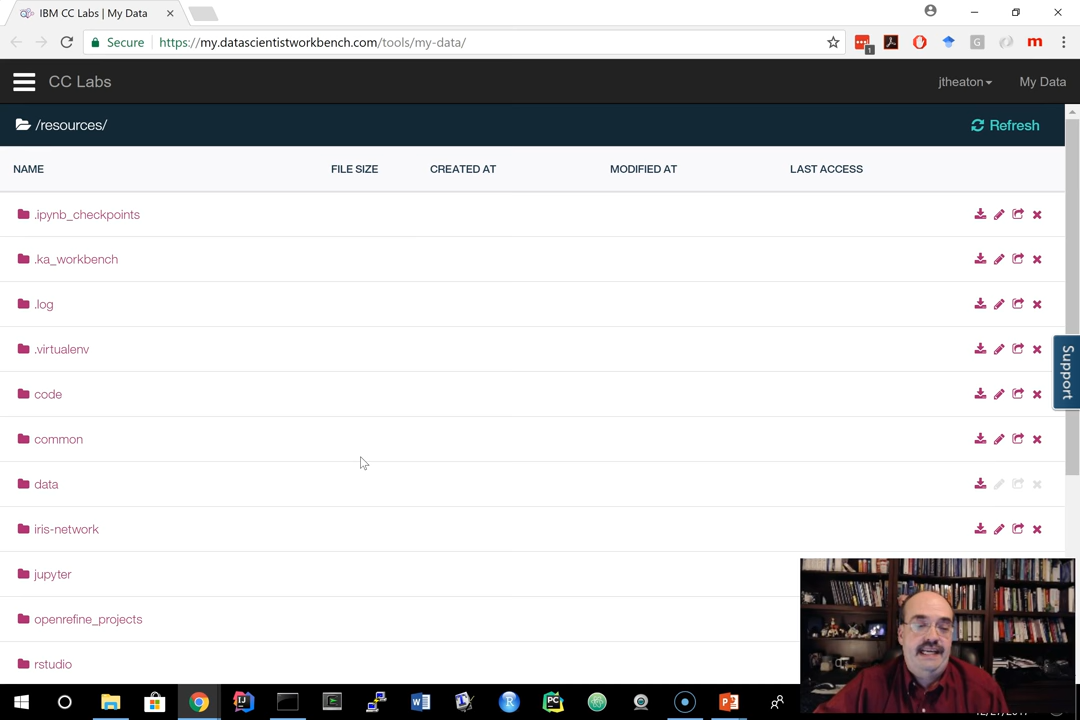 IBM CC Labs | My Data
Secure
https://my.datascientistworkbench.com/tools/my-data/
1
G
m
CC Labs
jtheaton
My Data
/resources/
Refresh
NAME
FILE SIZE
CREATED AT
MODIFIED AT
LAST ACCESS
.ipynb_checkpoints
.ka_workbench
.log
.virtualenv
Support
code
common
data
iris-network
jupyter
openrefine_projects
rstudio